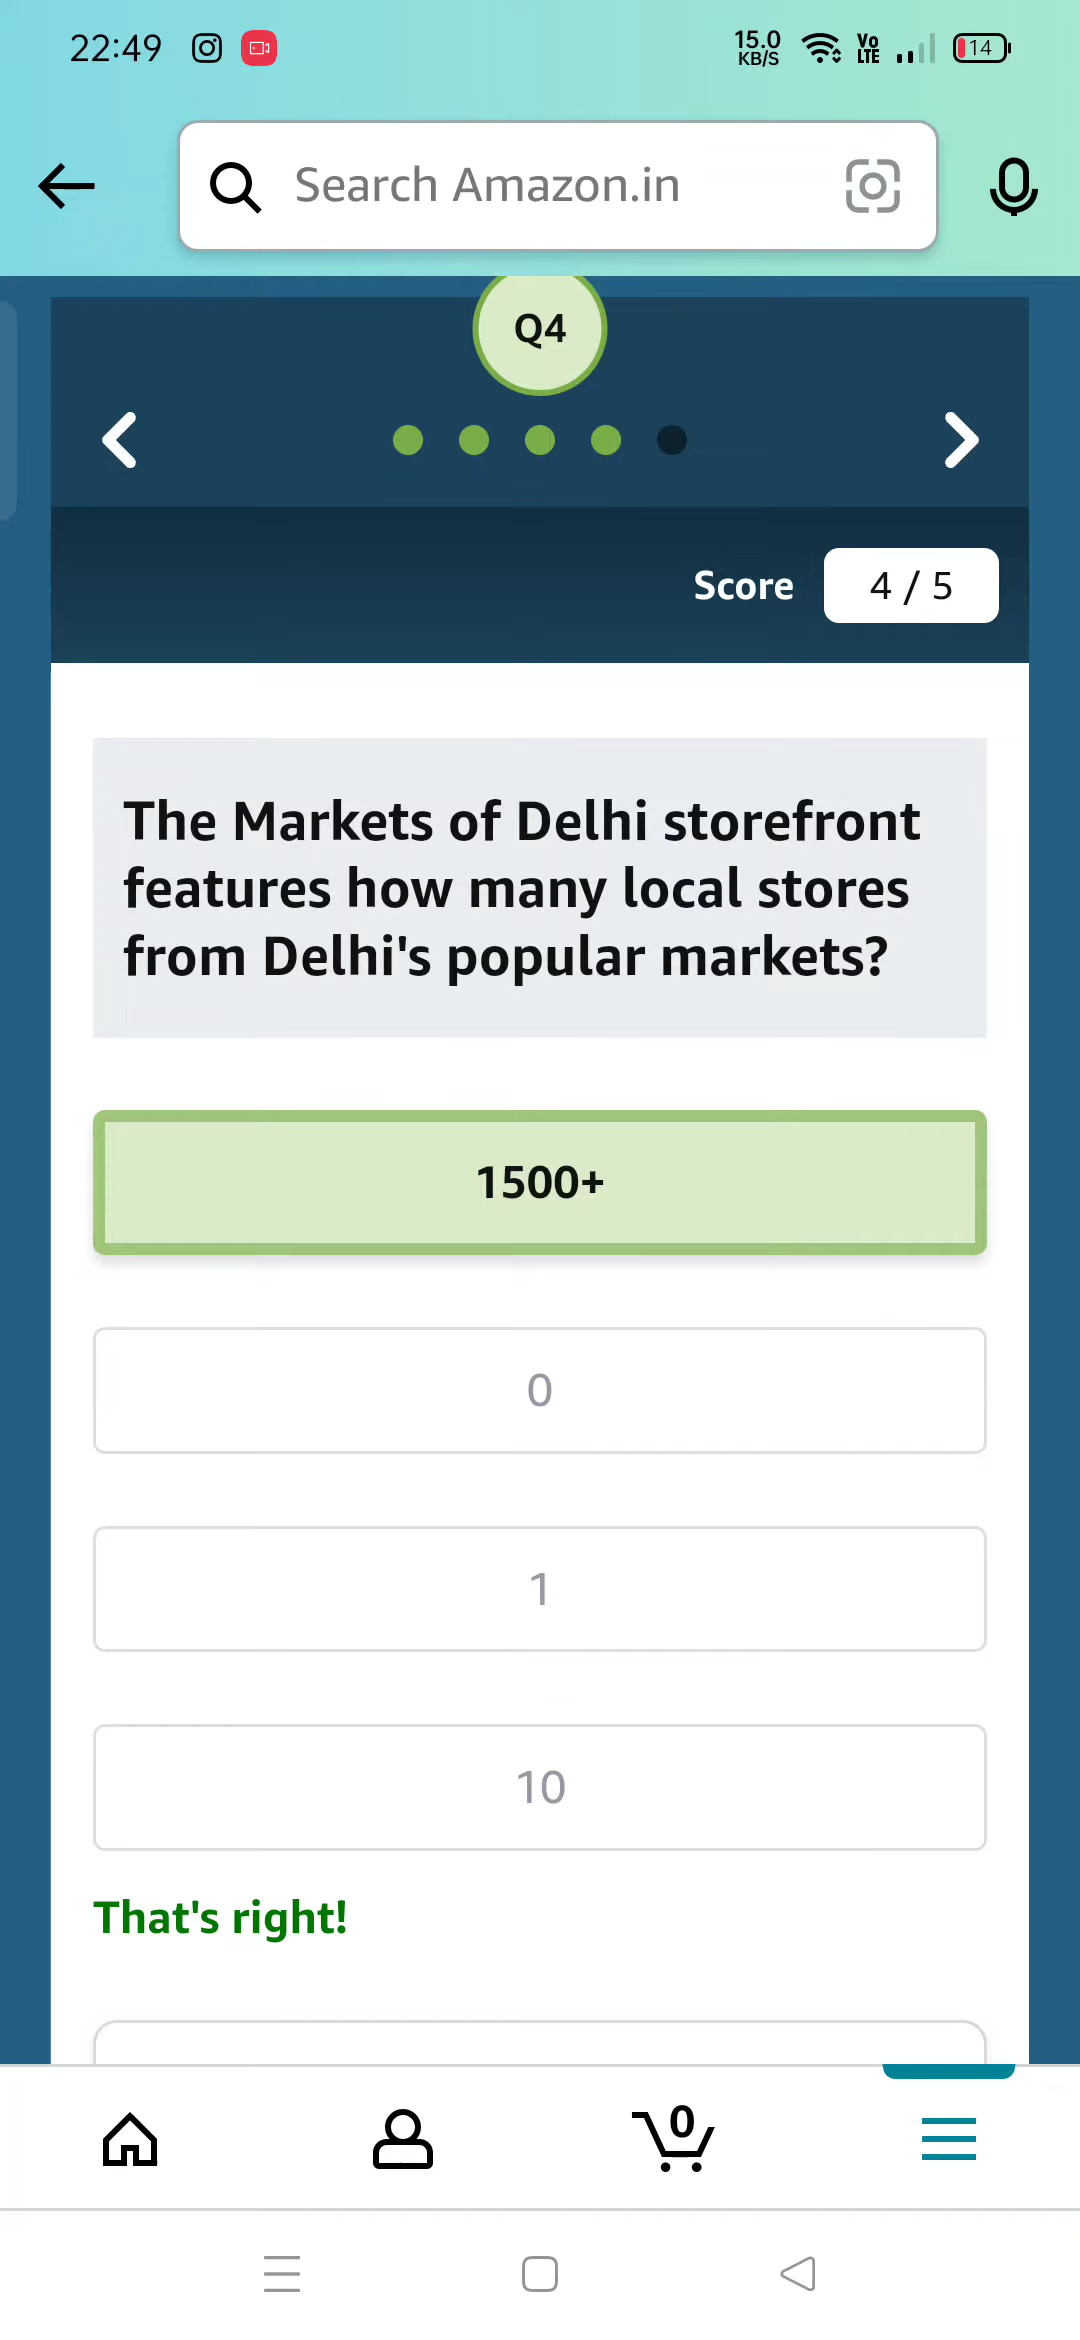 22:49
15.0
KB/S
Vo
LTE
14
Search Amazon.in
Q4
Score
4 / 5
The Markets of Delhi storefront
features how many local stores
from Delhi's popular markets?
1500+
0
1
10
That's right!
0